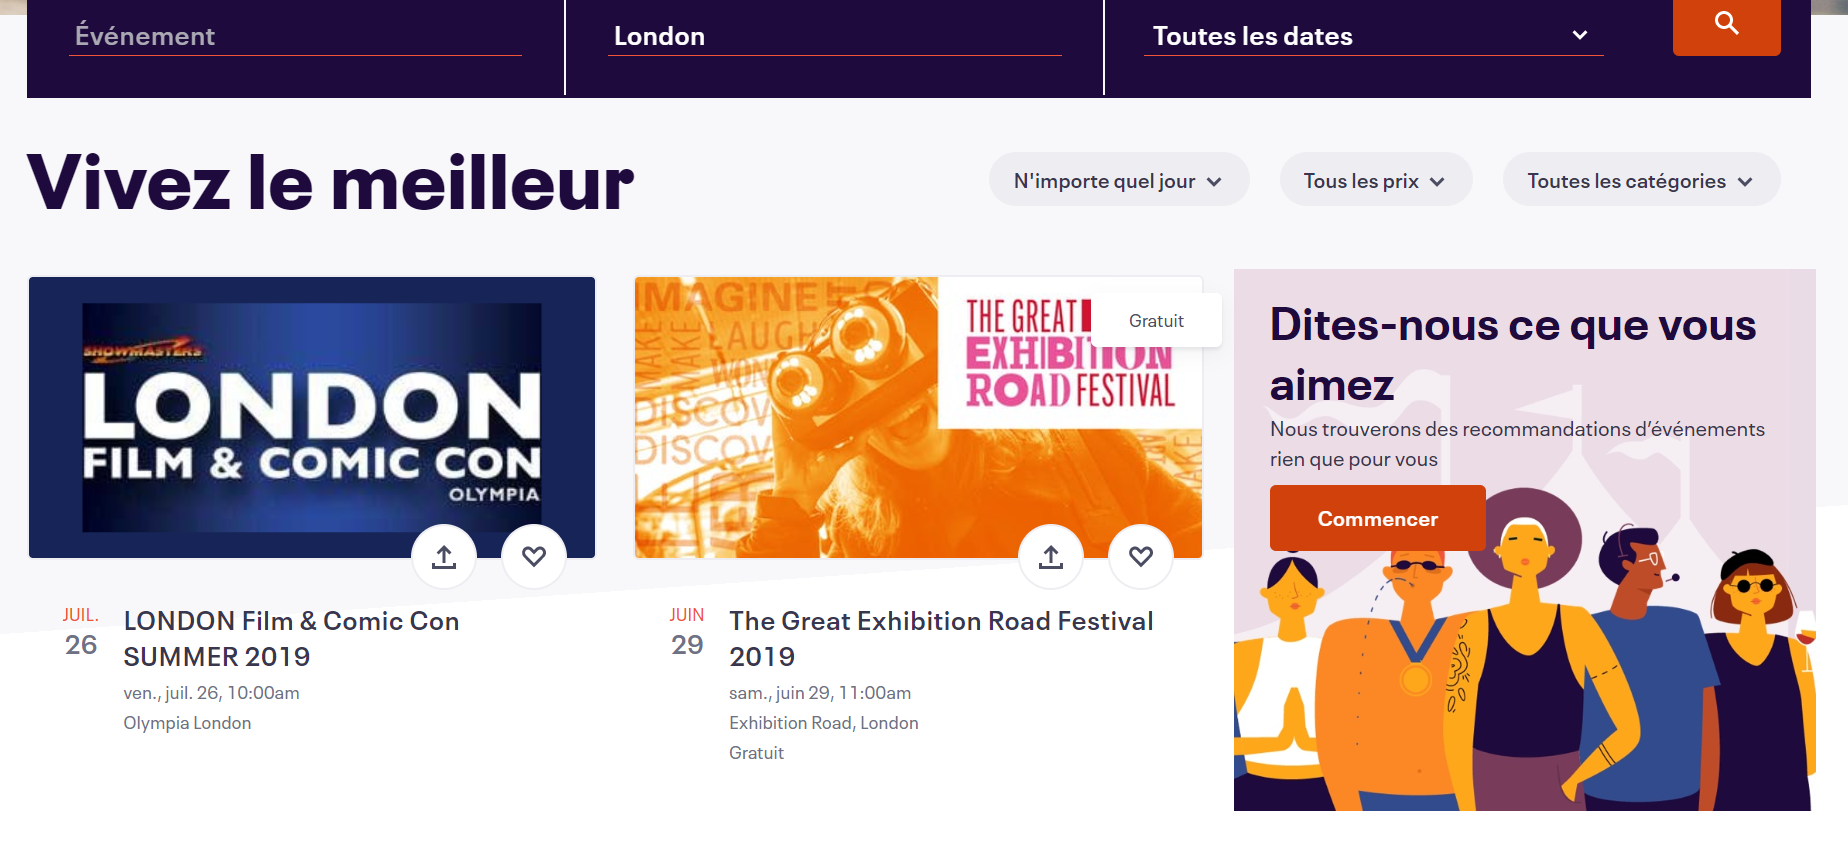 Événement
London
Toutes les dates
Vivez le meilleur
N'importe quel jour
Tous les prix
Toutes les catégories
SHOWMASTERS
LONDON
FILM & COMIC CON
OLYMPIA
JUIL.
26
LONDON Film & Comic Con
SUMMER 2019
ven., juil. 26, 10:00am
Olympia London
IMAGINE
LAUGH
WON
DISCOV
DISCOV
MAKE
THE GREAT
EXHIBITION
ROAD FESTIVAL
Gratuit
JUIN
29
The Great Exhibition Road Festival
2019
sam., juin 29, 11:00am
Exhibition Road, London
Gratuit
Dites-nous ce que vous
aimez
Nous trouverons des recommandations d’événements
rien que pour vous
Commencer